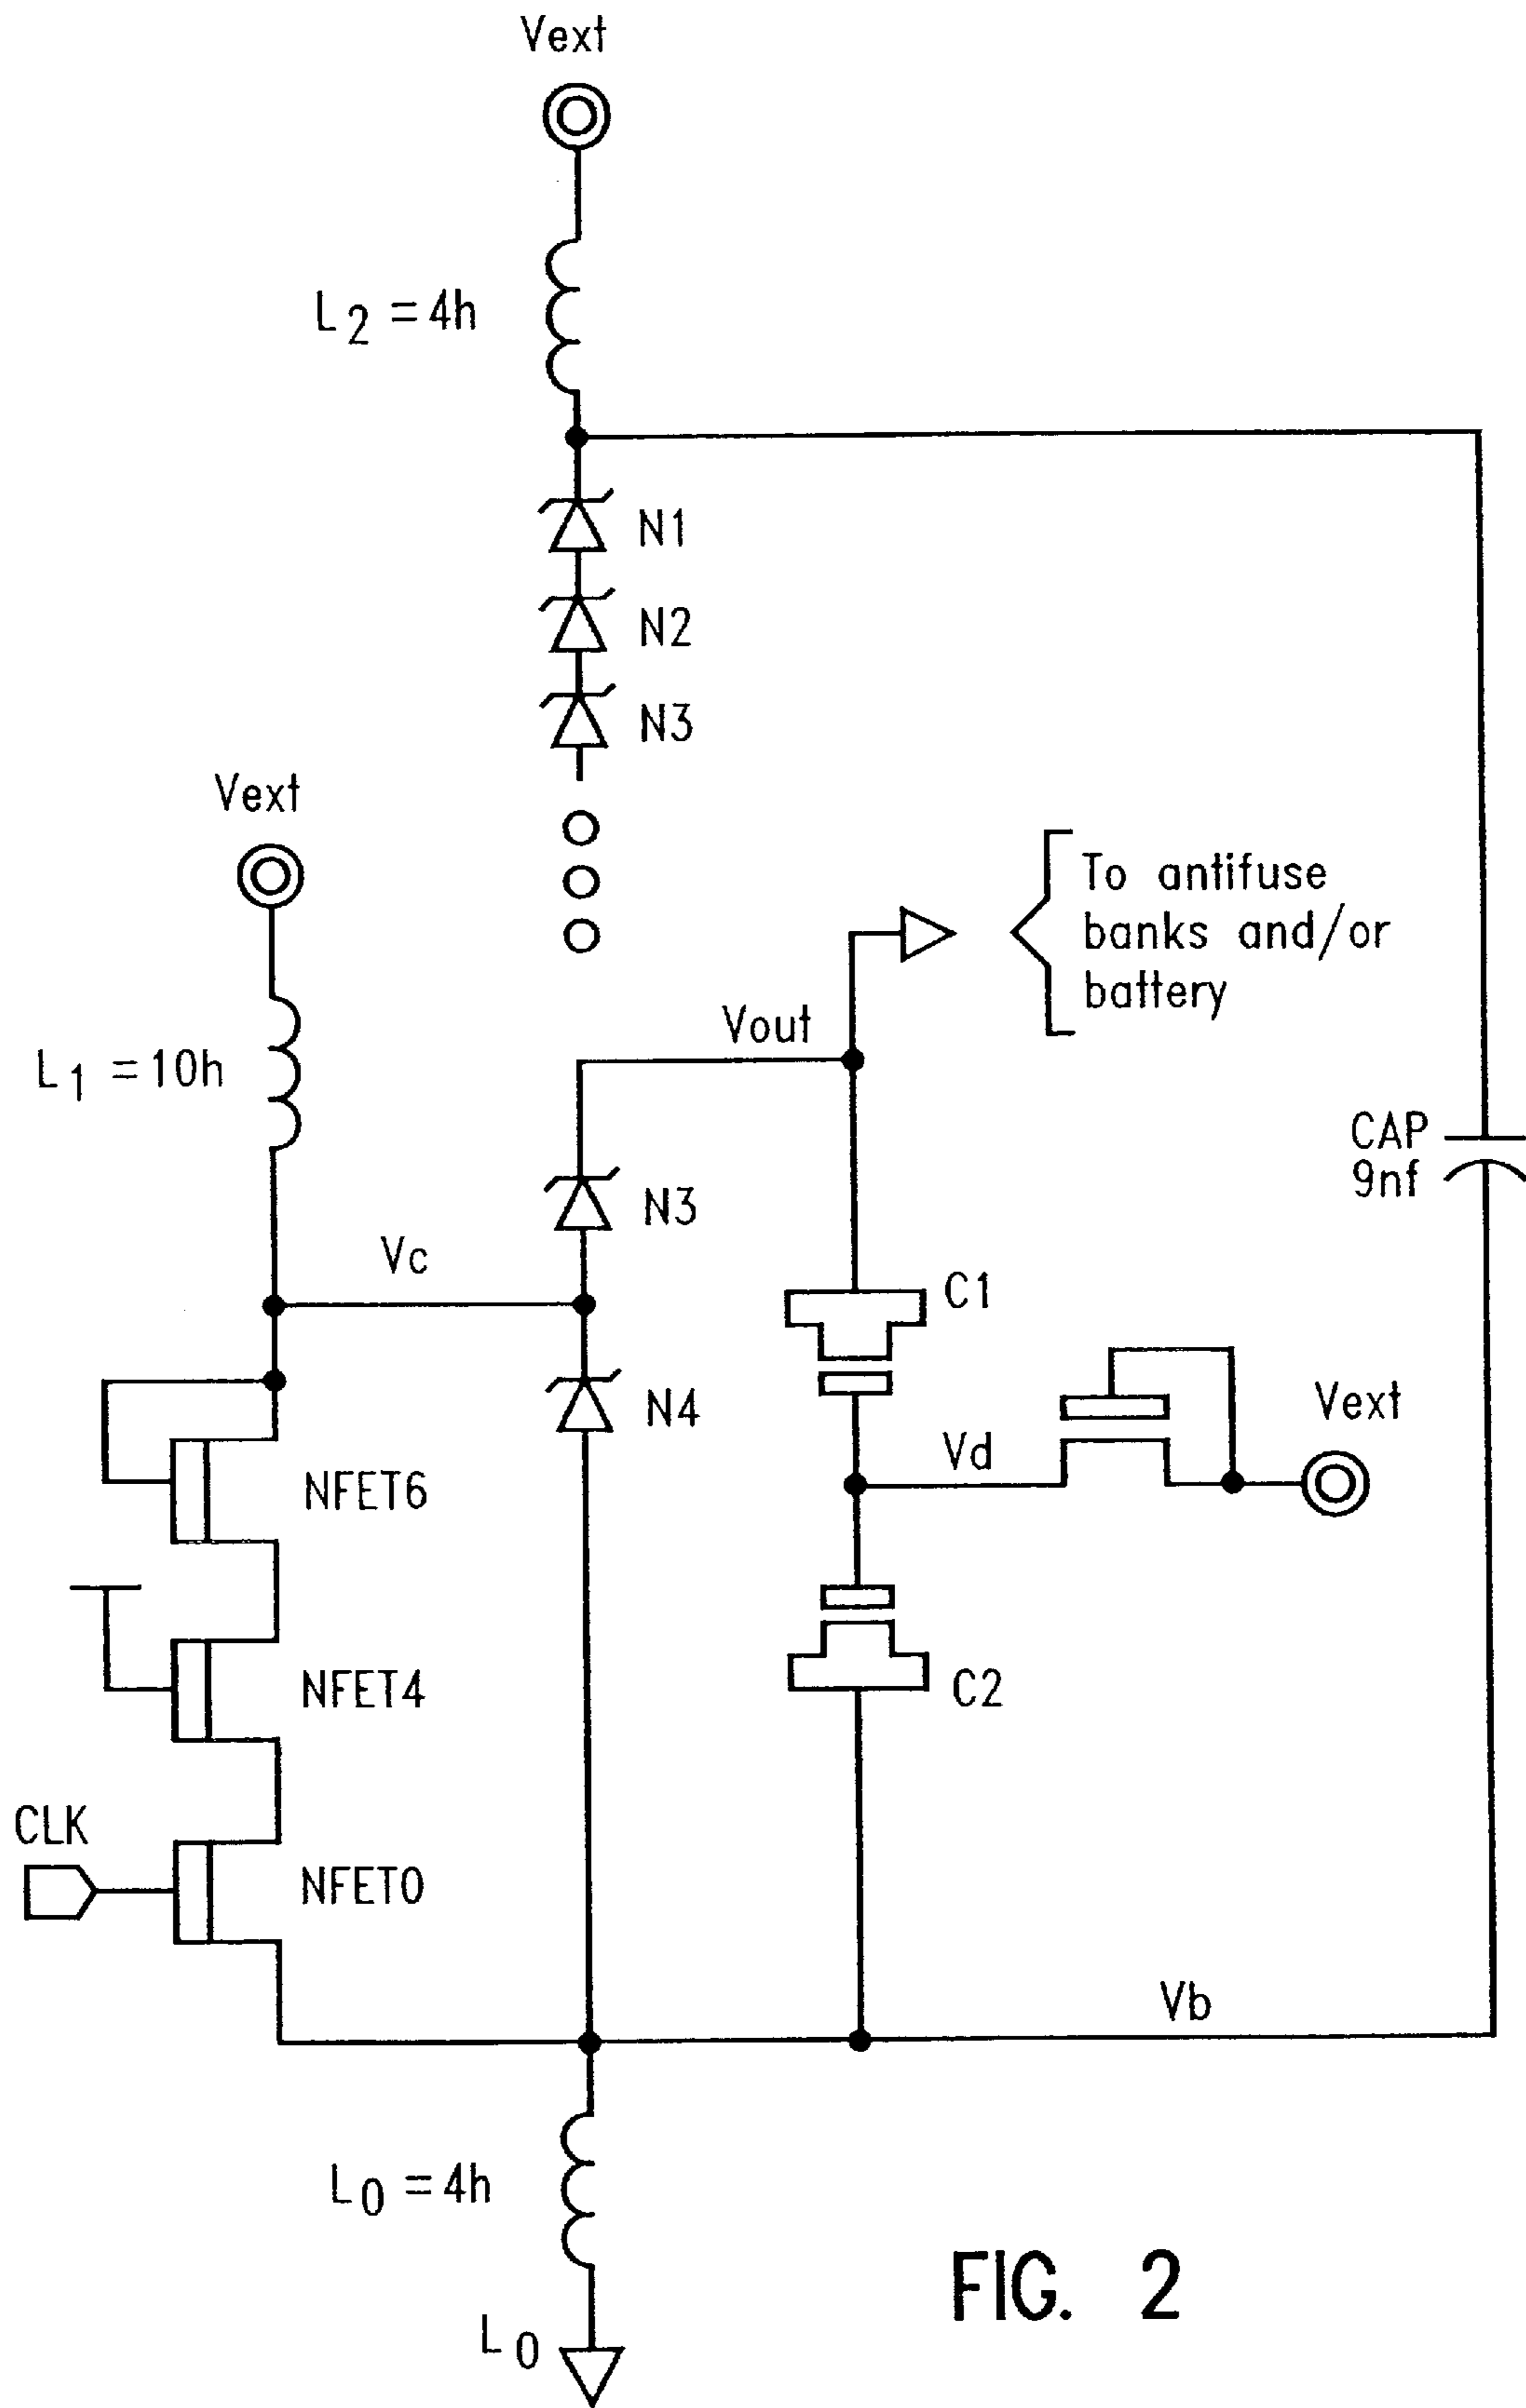 Vext
L2 = 4h
N1
N2
N3
Vext
To antifuse
banks and/or
battery
Vout
L1 = 10h
CAP
9nf
N3
Vc
C1
N4
Vext
Vd
NFET6
NFET4
C2
CLK
NFET0
Vb
L0 = 4h
L0
FIG. 2